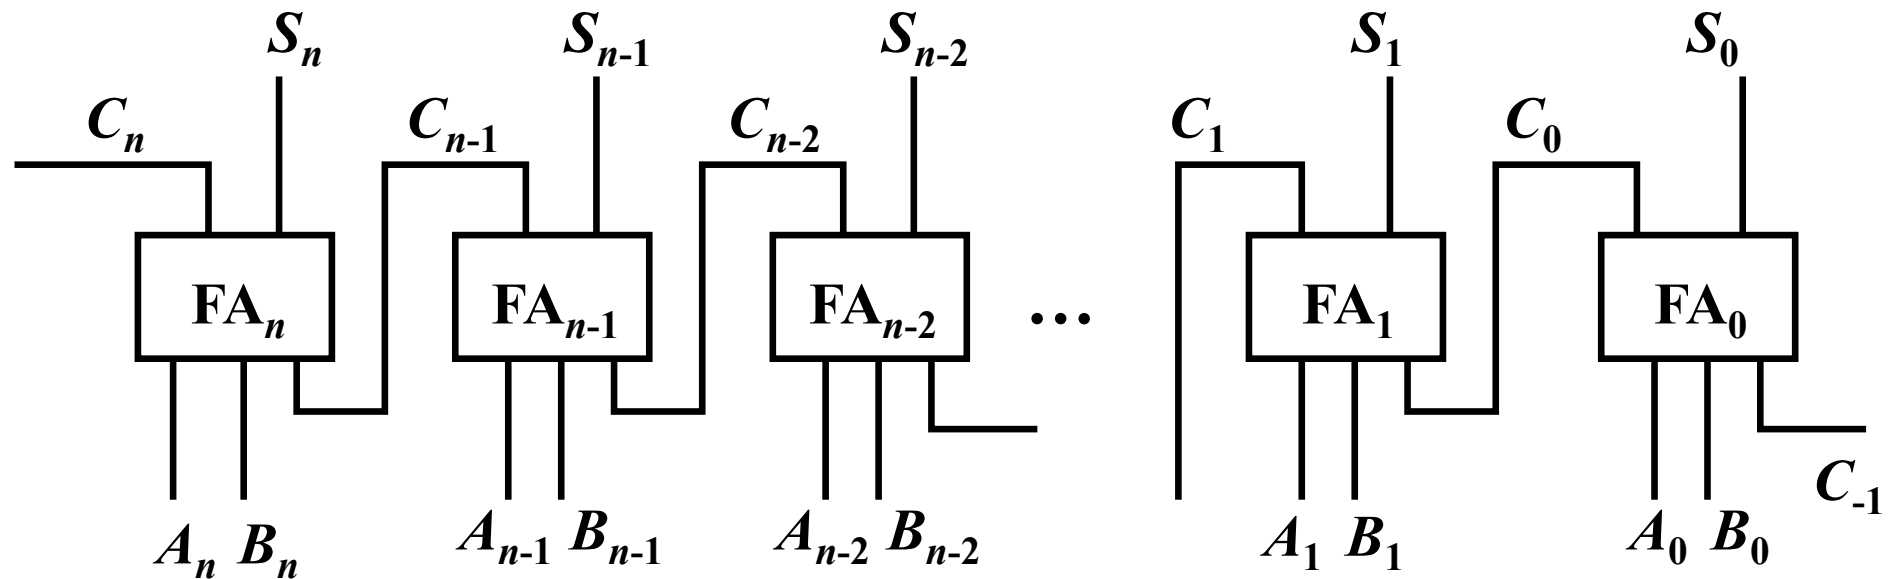 Sn Sn-1 Sn-2 S1 S0
Cn Cn-1 Cn-2 C1 C0
FAn FAn-1 FAn-2 … FA1 FA0
C-1
An Bn An-1 Bn-1 An-2 Bn-2 A1 B1 A0 B0